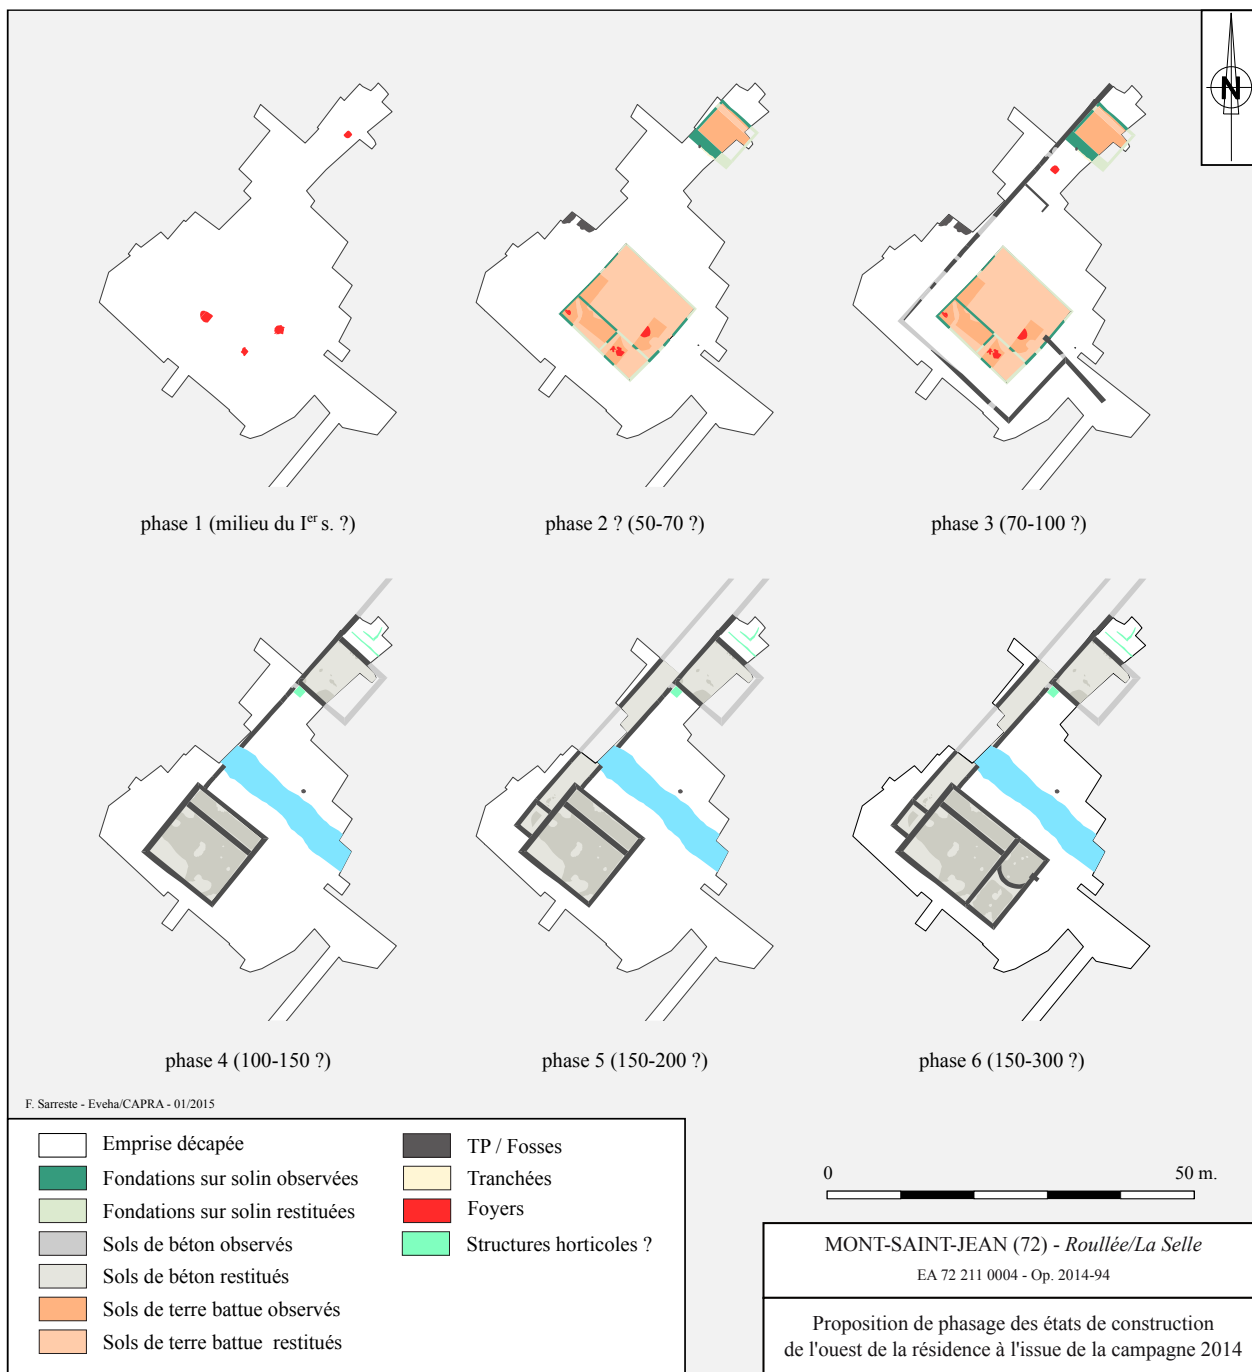 N
phase 1 (milieu du Ier s. ?)
phase 2 ? (50-70 ?)
phase 3 (70-100 ?)
phase 4 (100-150 ?)
phase 5 (150-200 ?)
phase 6 (150-300 ?)
F. Sarreste - Eveha/CAPRA - 01/2015
Emprise décapée
Fondations sur solin observées
Fondations sur solin restituées
Sols de béton observés
Sols de béton restitués
Sols de terre battue observés
Sols de terre battue restitués
TP / Fosses
Tranchées
Foyers
Structures horticoles ?
0 50 m.
MONT-SAINT-JEAN (72) - Roullée/La Selle
EA 72 211 0004 - Op. 2014-94
Proposition de phasage des états de construction
de l'ouest de la résidence à l'issue de la campagne 2014